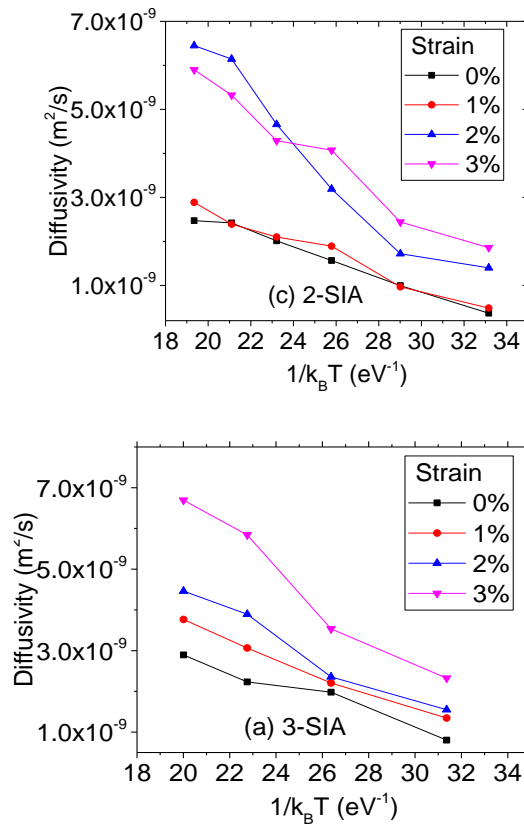 7.0x10⁻⁹
5.0x10⁻⁹
3.0x10⁻⁹
1.0x10⁻⁹
Diffusivity (m²/s)
Strain
0%
1%
2%
3%
(c) 2-SIA
18 20 22 24 26 28 30 32 34
1/k_BT (eV⁻¹)
7.0x10⁻⁹
5.0x10⁻⁹
3.0x10⁻⁹
1.0x10⁻⁹
Diffusivity (m²/s)
Strain
0%
1%
2%
3%
(a) 3-SIA
18 20 22 24 26 28 30 32 34
1/k_BT (eV⁻¹)